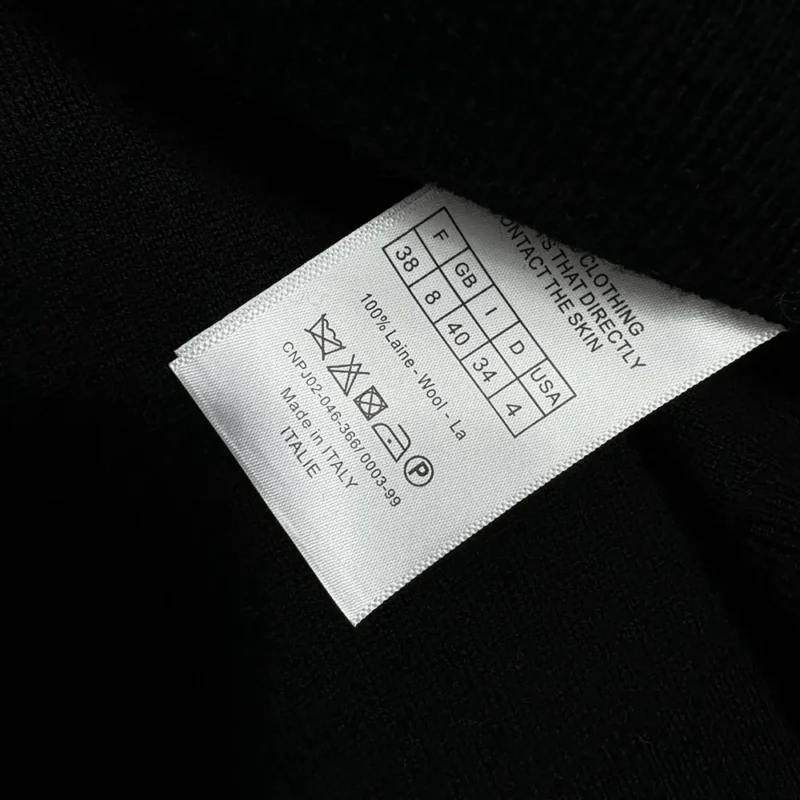 F GB I D USA
38 8 40 34 4
100% Laine - Wool - La
P
CNPJ02-046-366/0003-99
Made in ITALY
ITALIE
CLOTHING
THAT DIRECTLY
CONTACT THE SKIN